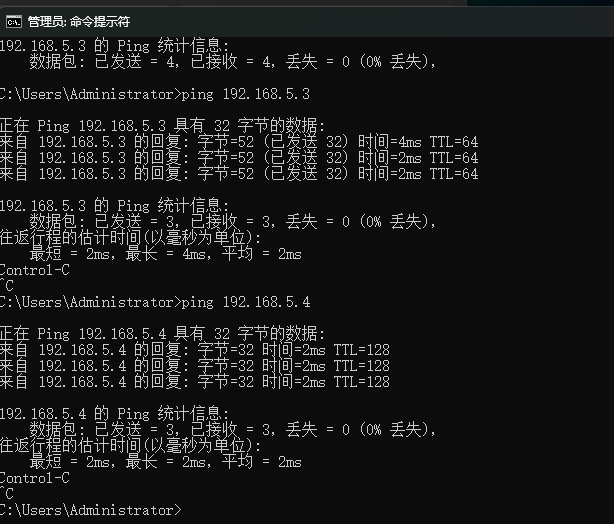 管理员: 命令提示符
192.168.5.3 的 Ping 统计信息:
数据包: 已发送 = 4，已接收 = 4，丢失 = 0 (0% 丢失)，
C:\Users\Administrator>ping 192.168.5.3
正在 Ping 192.168.5.3 具有 32 字节的数据:
来自 192.168.5.3 的回复: 字节=52 (已发送 32) 时间=4ms TTL=64
来自 192.168.5.3 的回复: 字节=52 (已发送 32) 时间=2ms TTL=64
来自 192.168.5.3 的回复: 字节=52 (已发送 32) 时间=2ms TTL=64
192.168.5.3 的 Ping 统计信息:
数据包: 已发送 = 3，已接收 = 3，丢失 = 0 (0% 丢失)，
往返行程的估计时间(以毫秒为单位):
最短 = 2ms，最长 = 4ms，平均 = 2ms
Control-C
^C
C:\Users\Administrator>ping 192.168.5.4
正在 Ping 192.168.5.4 具有 32 字节的数据:
来自 192.168.5.4 的回复: 字节=32 时间=2ms TTL=128
来自 192.168.5.4 的回复: 字节=32 时间=2ms TTL=128
来自 192.168.5.4 的回复: 字节=32 时间=2ms TTL=128
192.168.5.4 的 Ping 统计信息:
数据包: 已发送 = 3，已接收 = 3，丢失 = 0 (0% 丢失)，
往返行程的估计时间(以毫秒为单位):
最短 = 2ms，最长 = 2ms，平均 = 2ms
Control-C
^C
C:\Users\Administrator>